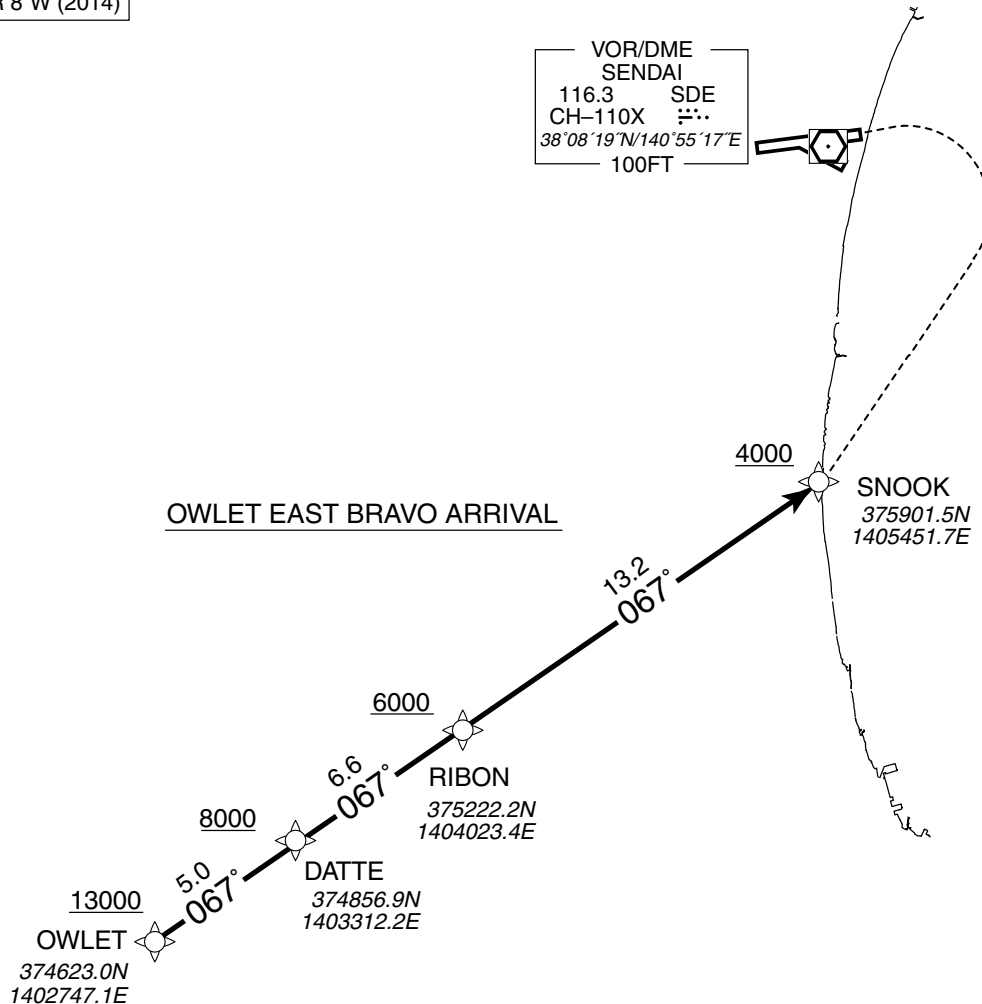 R 8°W (2014)
VOR/DME
SENDAI
116.3 SDE
CH–110X
38°08´19˝N/140°55´17˝E
100FT
4000
SNOOK
375901.5N
1405451.7E
OWLET EAST BRAVO ARRIVAL
13.2
067°
6000
RIBON
375222.2N
1404023.4E
6.6
067°
8000
DATTE
374856.9N
1403312.2E
5.0
067°
13000
OWLET
374623.0N
1402747.1E